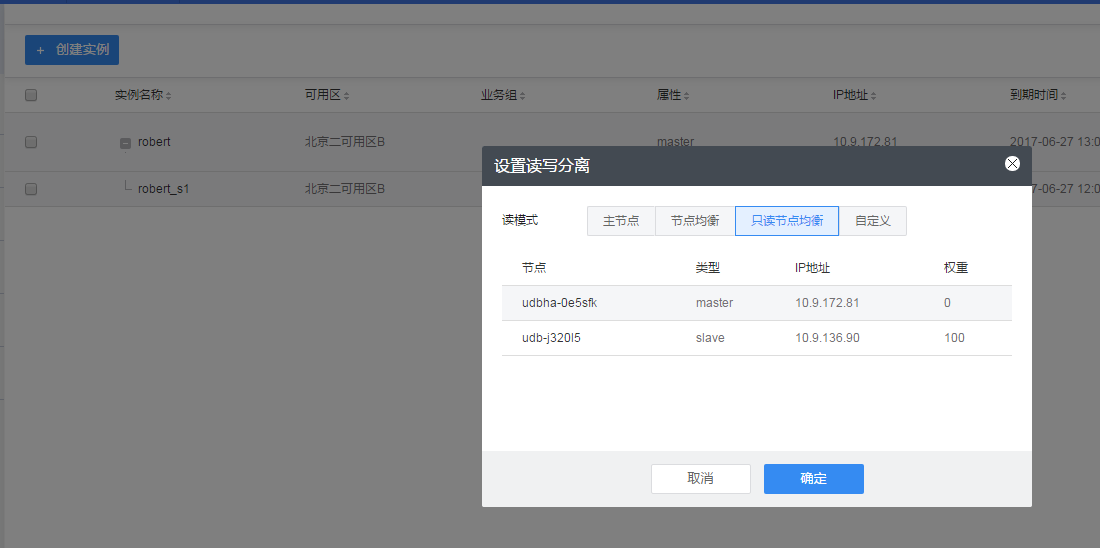 + 创建实例
实例名称 可用区 业务组 属性 IP地址 到期时间
robert 北京二可用区B master 10.9.172.81 2017-06-27 13:0
robert_s1 北京二可用区B 7-06-27 12:0
设置读写分离
读模式 主节点 节点均衡 只读节点均衡 自定义
节点 类型 IP地址 权重
udbha-0e5sfk master 10.9.172.81 0
udb-j320l5 slave 10.9.136.90 100
取消 确定